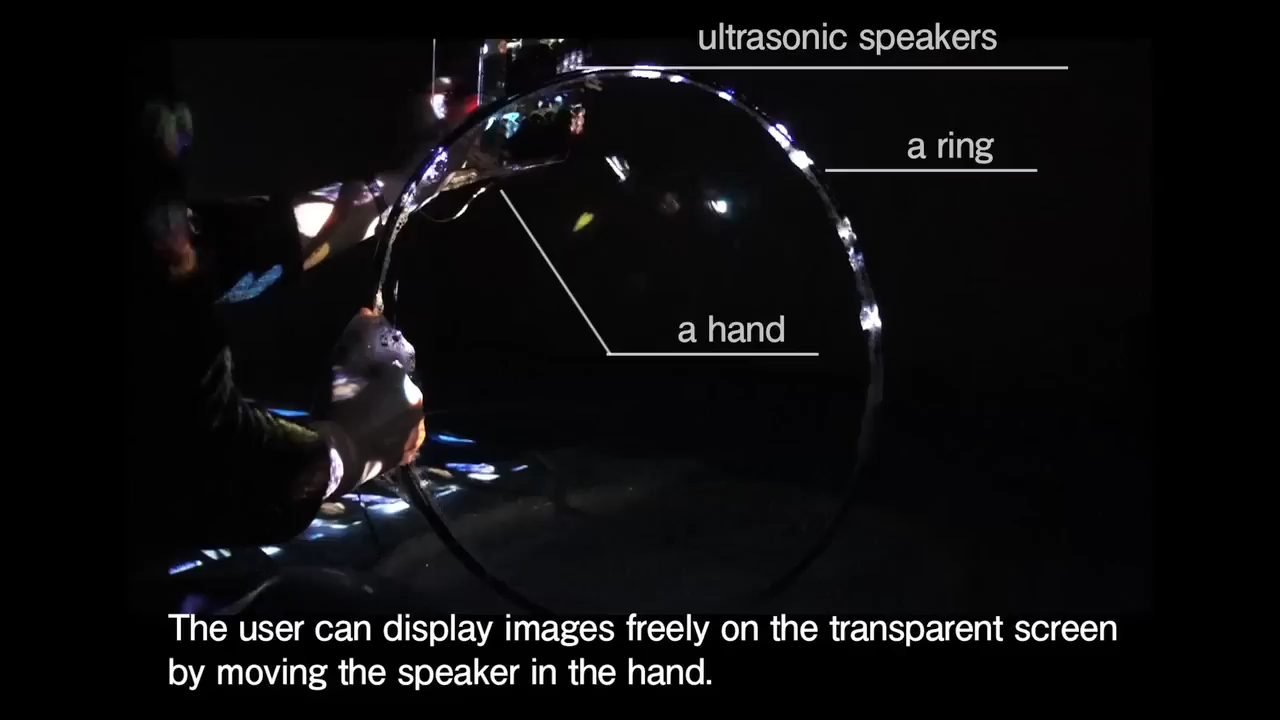 ultrasonic speakers
a ring
a hand
The user can display images freely on the transparent screen
by moving the speaker in the hand.